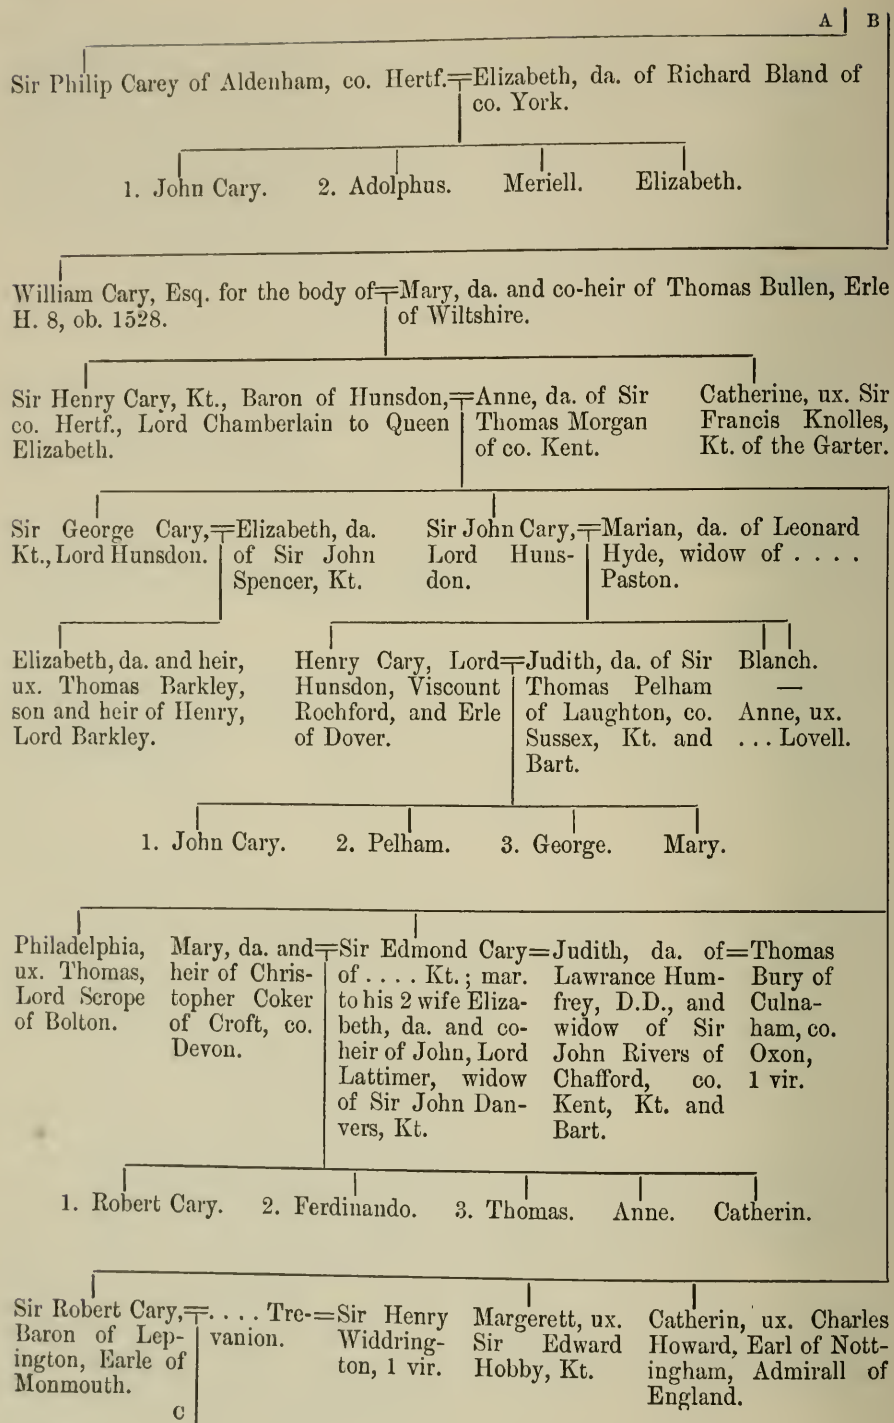 A B
Sir Philip Carey of Aldenham, co. Hertf.=Elizabeth, da. of Richard Bland of
co. York.
1. John Cary. 2. Adolphus. Meriell. Elizabeth.
William Cary, Esq. for the body of=Mary, da. and co-heir of Thomas Bullen, Erle
H. 8, ob. 1528. of Wiltshire.
Sir Henry Cary, Kt., Baron of Hunsdon,=Anne, da. of Sir
co. Hertf., Lord Chamberlain to Queen Thomas Morgan
Elizabeth. of co. Kent.
Catherine, ux. Sir
Francis Knolles,
Kt. of the Garter.
Sir George Cary,=Elizabeth, da.
Kt., Lord Hunsdon. of Sir John
Spencer, Kt.
Sir John Cary,=Marian, da. of Leonard
Lord Huns- Hyde, widow of . . . .
don. Paston.
Elizabeth, da. and heir,
ux. Thomas Barkley,
son and heir of Henry,
Lord Barkley.
Henry Cary, Lord=Judith, da. of Sir
Hunsdon, Viscount Thomas Pelham
Rochford, and Erle of Laughton, co.
of Dover. Sussex, Kt. and
Bart.
Blanch.
—
Anne, ux.
. . . Lovell.
1. John Cary. 2. Pelham. 3. George. Mary.
Philadelphia,
ux. Thomas,
Lord Scrope
of Bolton.
Mary, da. and=Sir Edmond Cary=Judith, da. of=Thomas
heir of Chris- of . . . . Kt.; mar. Lawrance Hum- Bury of
topher Coker to his 2 wife Eliza- frey, D.D., and Culna-
of Croft, co. beth, da. and co- widow of Sir ham, co.
Devon. heir of John, Lord John Rivers of Oxon,
Lattimer, widow Chafford, co. 1 vir.
of Sir John Dan- Kent, Kt. and
vers, Kt. Bart.
1. Robert Cary. 2. Ferdinando. 3. Thomas. Anne. Catherin.
Sir Robert Cary,=. . . . Tre-=Sir Henry
Baron of Lep- vanion. Widdring-
ington, Earle of ton, 1 vir.
Monmouth.
C
Margerett, ux.
Sir Edward
Hobby, Kt.
Catherin, ux. Charles
Howard, Earl of Nott-
ingham, Admirall of
England.